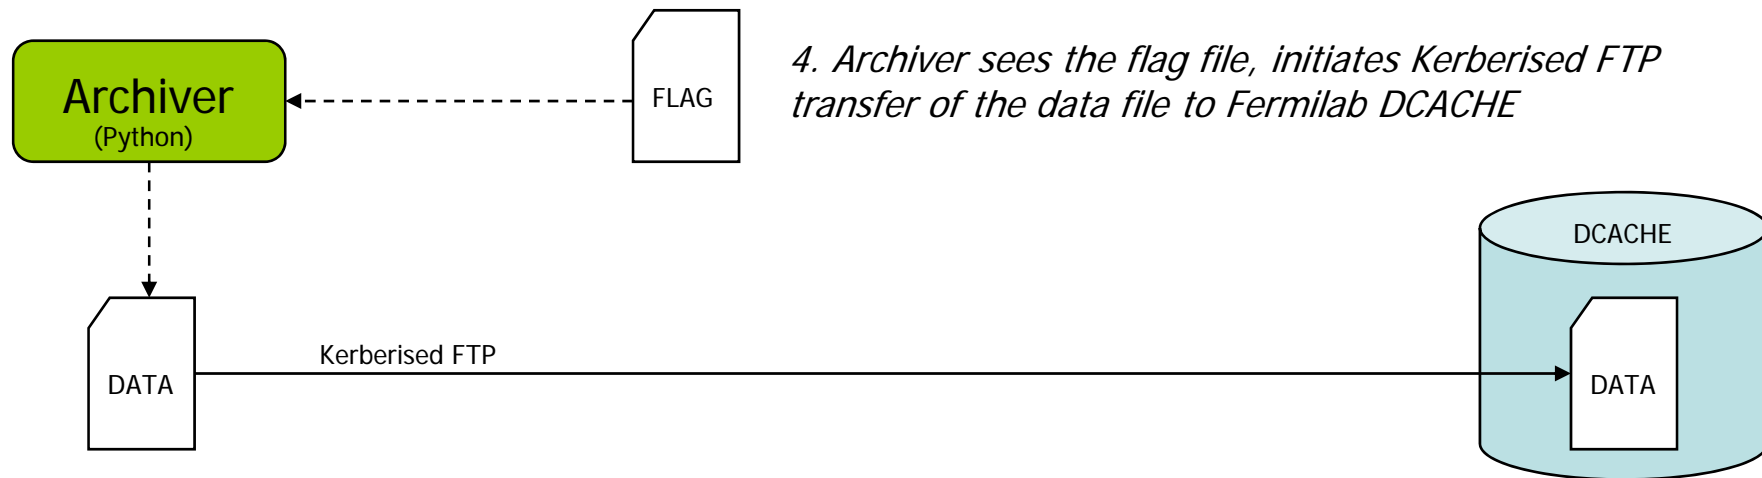 Archiver
(Python)
FLAG
4. Archiver sees the flag file, initiates Kerberised FTP
transfer of the data file to Fermilab DCACHE
DCACHE
Kerberised FTP
DATA
DATA